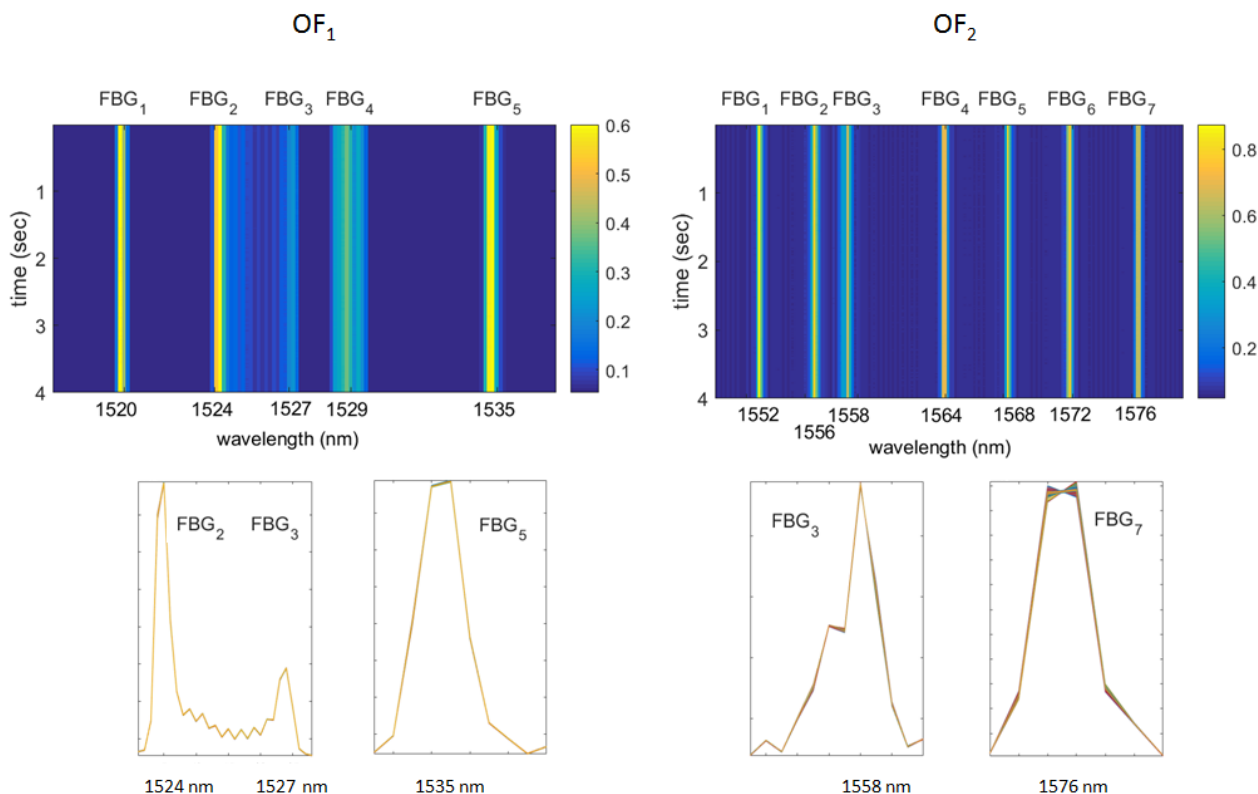 OF1 OF2
FBG1 FBG2 FBG3 FBG4 FBG5
FBG1 FBG2 FBG3 FBG4 FBG5 FBG6 FBG7
time (sec)
1
2
3
4
1520 1524 1527 1529 1535
wavelength (nm)
0.6
0.5
0.4
0.3
0.2
0.1
time (sec)
1
2
3
4
1552 1558 1564 1568 1572 1576
1556
wavelength (nm)
0.8
0.6
0.4
0.2
FBG2 FBG3
1524 nm 1527 nm
FBG5
1535 nm
FBG3
1558 nm
FBG7
1576 nm